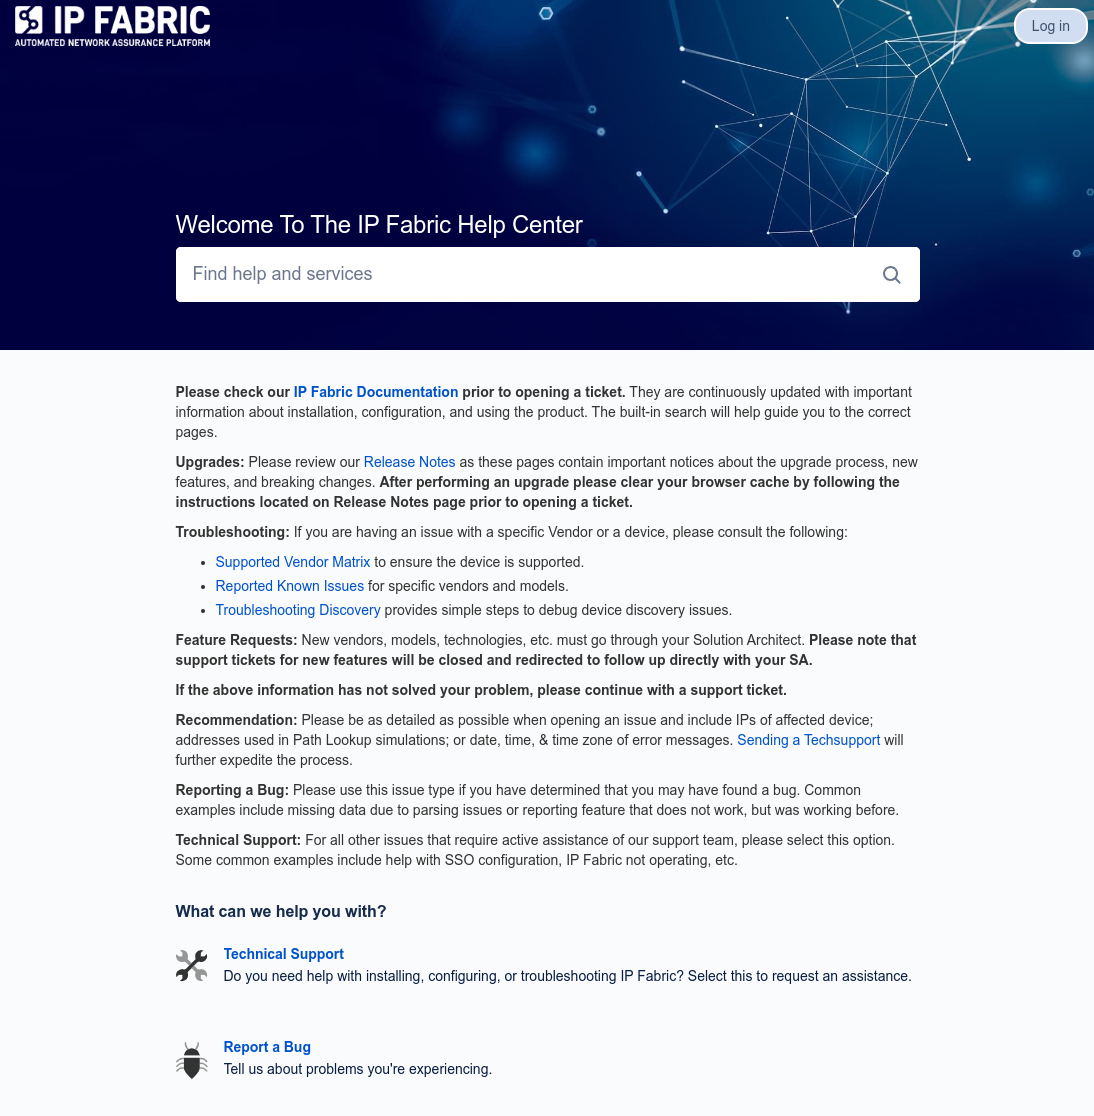 IP FABRIC
AUTOMATED NETWORK ASSURANCE PLATFORM
Log in
Welcome To The IP Fabric Help Center
Find help and services
Please check our IP Fabric Documentation prior to opening a ticket. They are continuously updated with important
information about installation, configuration, and using the product. The built-in search will help guide you to the correct
pages.
Upgrades: Please review our Release Notes as these pages contain important notices about the upgrade process, new
features, and breaking changes. After performing an upgrade please clear your browser cache by following the
instructions located on Release Notes page prior to opening a ticket.
Troubleshooting: If you are having an issue with a specific Vendor or a device, please consult the following:
• Supported Vendor Matrix to ensure the device is supported.
• Reported Known Issues for specific vendors and models.
• Troubleshooting Discovery provides simple steps to debug device discovery issues.
Feature Requests: New vendors, models, technologies, etc. must go through your Solution Architect. Please note that
support tickets for new features will be closed and redirected to follow up directly with your SA.
If the above information has not solved your problem, please continue with a support ticket.
Recommendation: Please be as detailed as possible when opening an issue and include IPs of affected device;
addresses used in Path Lookup simulations; or date, time, & time zone of error messages. Sending a Techsupport will
further expedite the process.
Reporting a Bug: Please use this issue type if you have determined that you may have found a bug. Common
examples include missing data due to parsing issues or reporting feature that does not work, but was working before.
Technical Support: For all other issues that require active assistance of our support team, please select this option.
Some common examples include help with SSO configuration, IP Fabric not operating, etc.
What can we help you with?
Technical Support
Do you need help with installing, configuring, or troubleshooting IP Fabric? Select this to request an assistance.
Report a Bug
Tell us about problems you're experiencing.